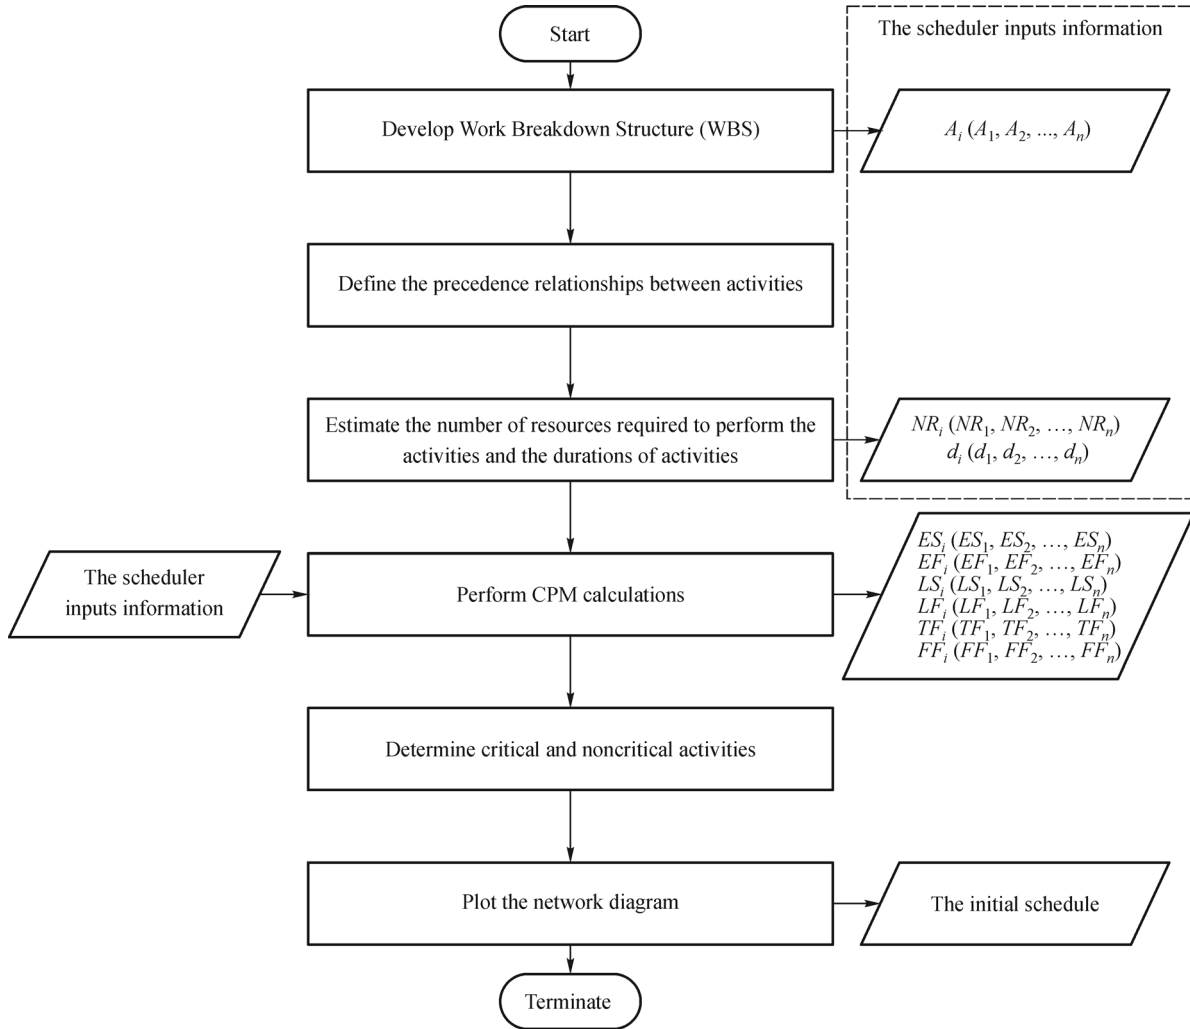 Start
The scheduler inputs information
Develop Work Breakdown Structure (WBS)
A_i (A_1, A_2, ..., A_n)
Define the precedence relationships between activities
Estimate the number of resources required to perform the
activities and the durations of activities
NR_i (NR_1, NR_2, …, NR_n)
d_i (d_1, d_2, …, d_n)
The scheduler
inputs information
Perform CPM calculations
ES_i (ES_1, ES_2, …, ES_n)
EF_i (EF_1, EF_2, …, EF_n)
LS_i (LS_1, LS_2, …, LS_n)
LF_i (LF_1, LF_2, …, LF_n)
TF_i (TF_1, TF_2, …, TF_n)
FF_i (FF_1, FF_2, …, FF_n)
Determine critical and noncritical activities
Plot the network diagram
The initial schedule
Terminate